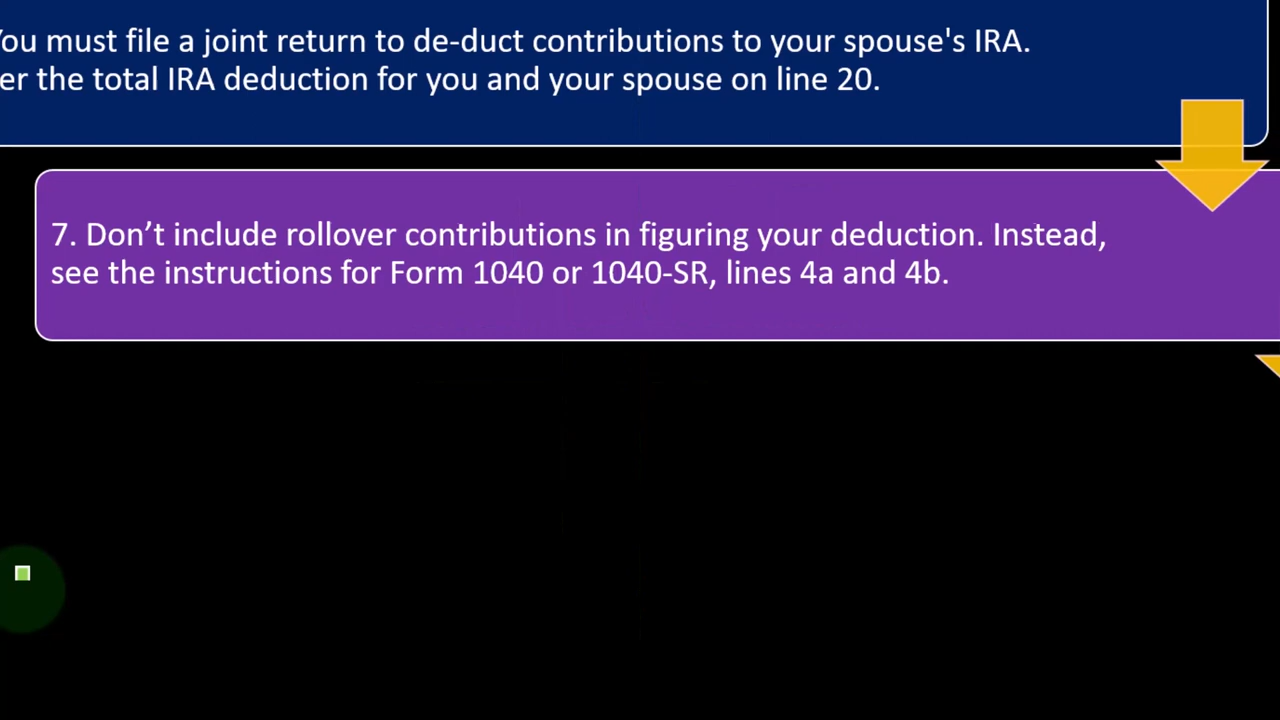 ou must file a joint return to de-duct contributions to your spouse's IRA.
er the total IRA deduction for you and your spouse on line 20.
7. Don’t include rollover contributions in figuring your deduction. Instead,
see the instructions for Form 1040 or 1040-SR, lines 4a and 4b.